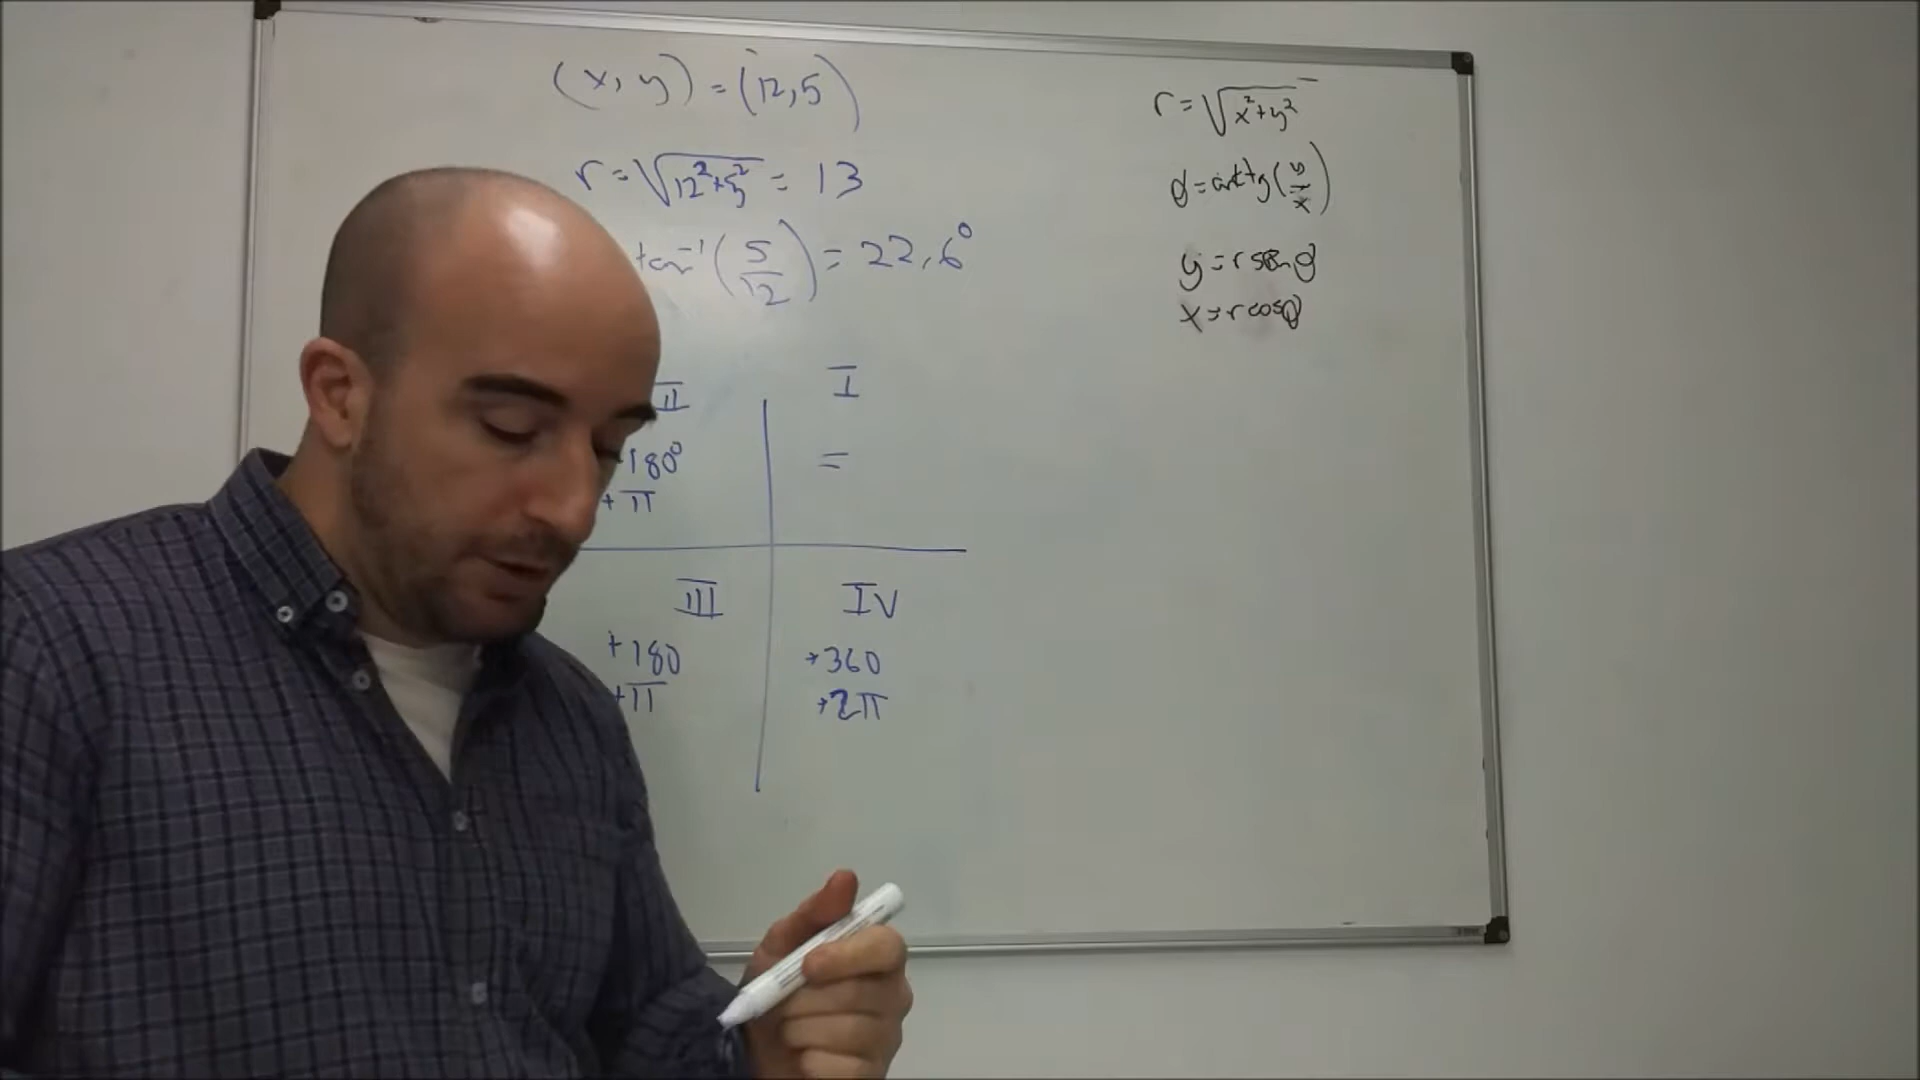 (x, y) = (12,5)
r = √12²+5² = 13
tan⁻¹(5/12) = 22,6°
II
180°
+π
I
=
III
+180
+π
IV
+360
+2π
r = √x²+y²
θ = arctg(y/x)
y = r sen θ
x = r cosθ